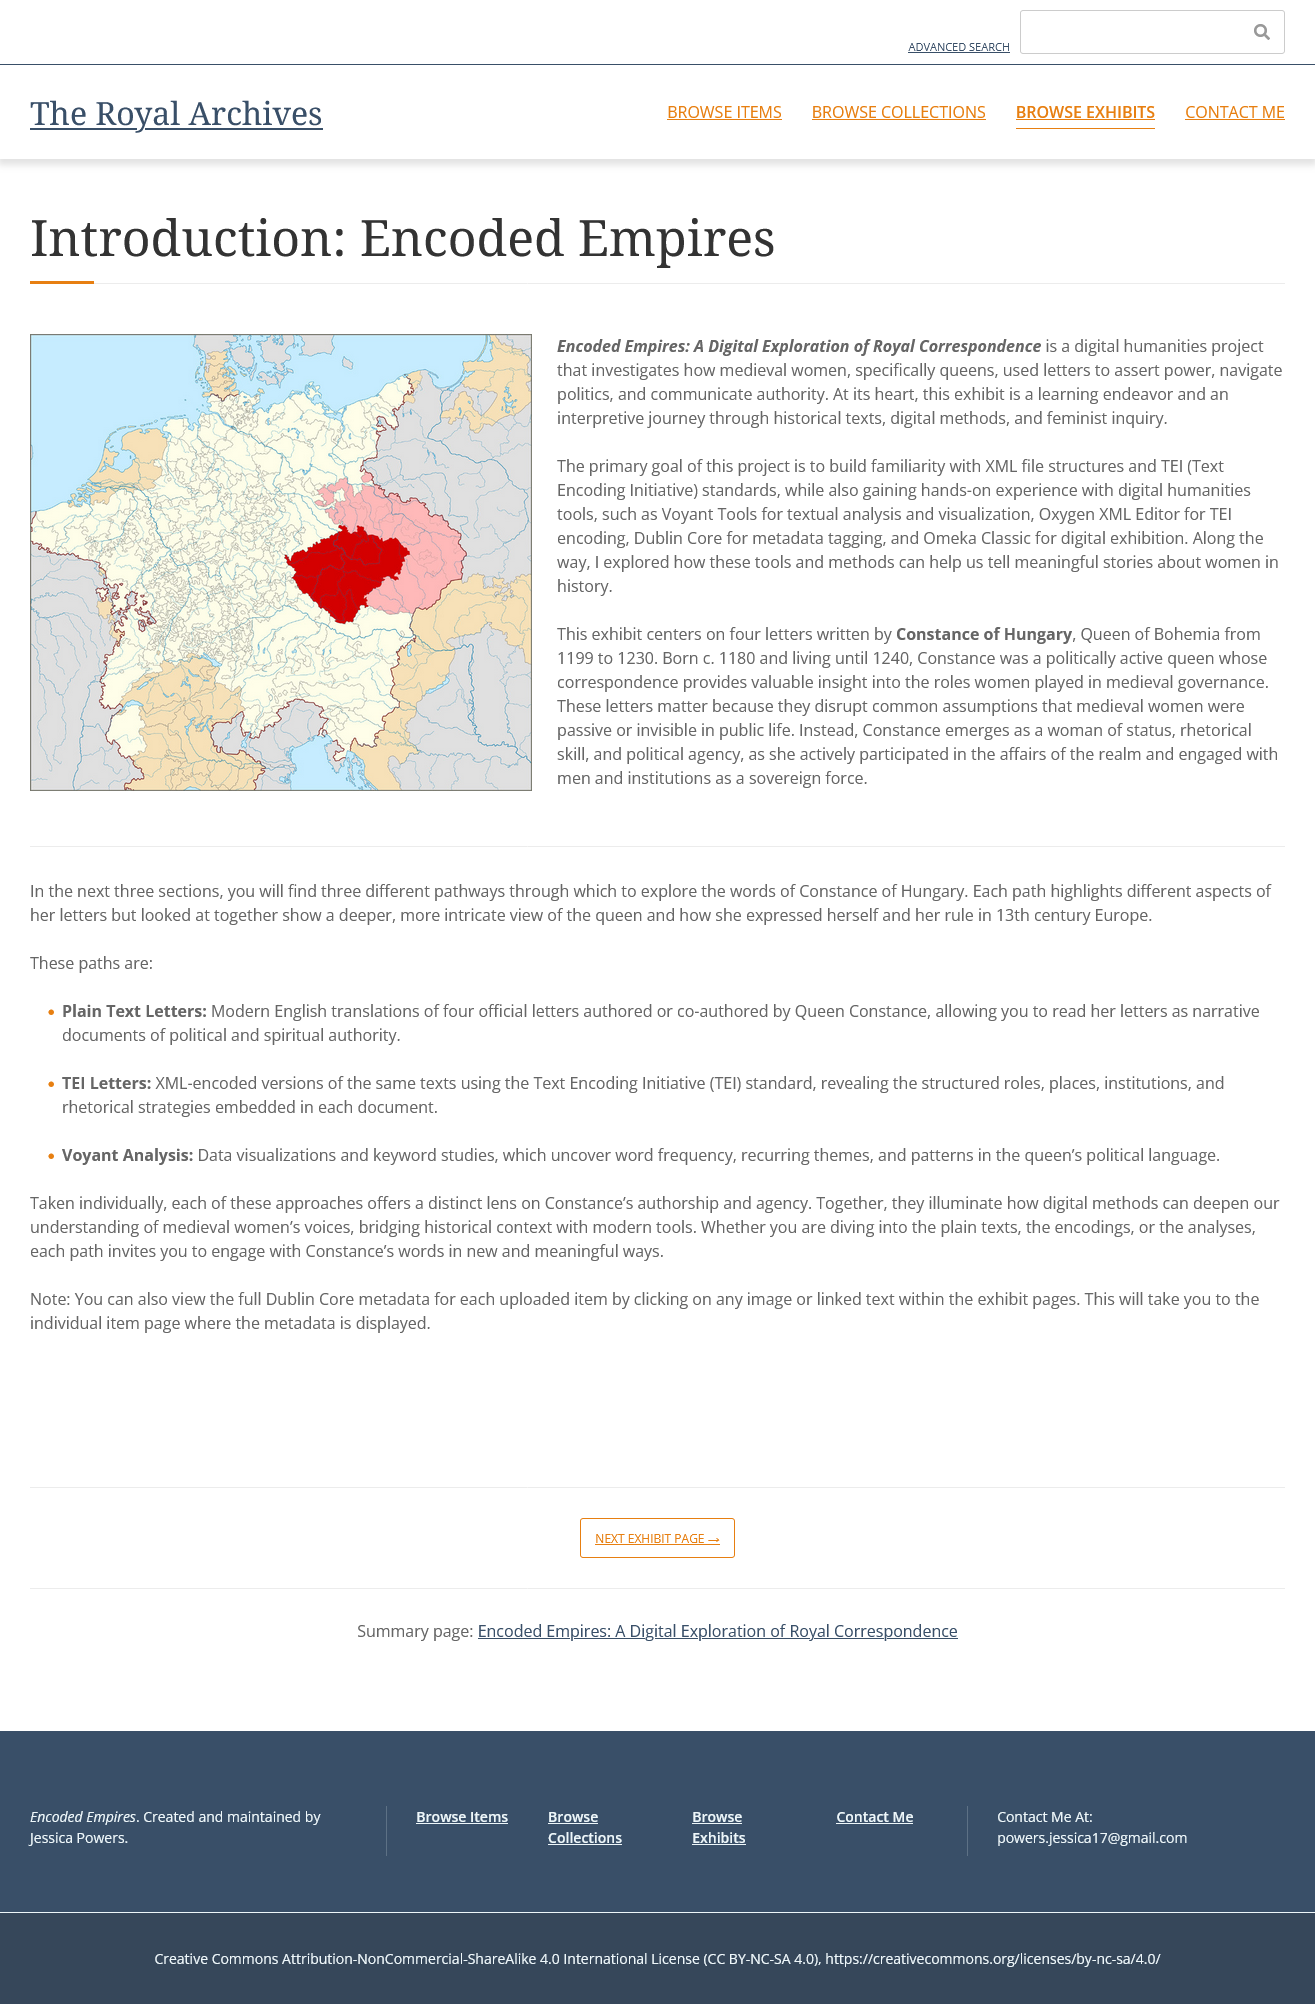 ADVANCED SEARCH
The Royal Archives
BROWSE ITEMS BROWSE COLLECTIONS BROWSE EXHIBITS CONTACT ME
Introduction: Encoded Empires
Encoded Empires: A Digital Exploration of Royal Correspondence is a digital humanities project
that investigates how medieval women, specifically queens, used letters to assert power, navigate
politics, and communicate authority. At its heart, this exhibit is a learning endeavor and an
interpretive journey through historical texts, digital methods, and feminist inquiry.
The primary goal of this project is to build familiarity with XML file structures and TEI (Text
Encoding Initiative) standards, while also gaining hands-on experience with digital humanities
tools, such as Voyant Tools for textual analysis and visualization, Oxygen XML Editor for TEI
encoding, Dublin Core for metadata tagging, and Omeka Classic for digital exhibition. Along the
way, I explored how these tools and methods can help us tell meaningful stories about women in
history.
This exhibit centers on four letters written by Constance of Hungary, Queen of Bohemia from
1199 to 1230. Born c. 1180 and living until 1240, Constance was a politically active queen whose
correspondence provides valuable insight into the roles women played in medieval governance.
These letters matter because they disrupt common assumptions that medieval women were
passive or invisible in public life. Instead, Constance emerges as a woman of status, rhetorical
skill, and political agency, as she actively participated in the affairs of the realm and engaged with
men and institutions as a sovereign force.
In the next three sections, you will find three different pathways through which to explore the words of Constance of Hungary. Each path highlights different aspects of
her letters but looked at together show a deeper, more intricate view of the queen and how she expressed herself and her rule in 13th century Europe.
These paths are:
• Plain Text Letters: Modern English translations of four official letters authored or co-authored by Queen Constance, allowing you to read her letters as narrative
documents of political and spiritual authority.
• TEI Letters: XML-encoded versions of the same texts using the Text Encoding Initiative (TEI) standard, revealing the structured roles, places, institutions, and
rhetorical strategies embedded in each document.
• Voyant Analysis: Data visualizations and keyword studies, which uncover word frequency, recurring themes, and patterns in the queen’s political language.
Taken individually, each of these approaches offers a distinct lens on Constance’s authorship and agency. Together, they illuminate how digital methods can deepen our
understanding of medieval women’s voices, bridging historical context with modern tools. Whether you are diving into the plain texts, the encodings, or the analyses,
each path invites you to engage with Constance’s words in new and meaningful ways.
Note: You can also view the full Dublin Core metadata for each uploaded item by clicking on any image or linked text within the exhibit pages. This will take you to the
individual item page where the metadata is displayed.
NEXT EXHIBIT PAGE →
Summary page: Encoded Empires: A Digital Exploration of Royal Correspondence
Encoded Empires. Created and maintained by
Jessica Powers.
Browse Items
Browse
Collections
Browse
Exhibits
Contact Me
Contact Me At:
powers.jessica17@gmail.com
Creative Commons Attribution-NonCommercial-ShareAlike 4.0 International License (CC BY-NC-SA 4.0), https://creativecommons.org/licenses/by-nc-sa/4.0/